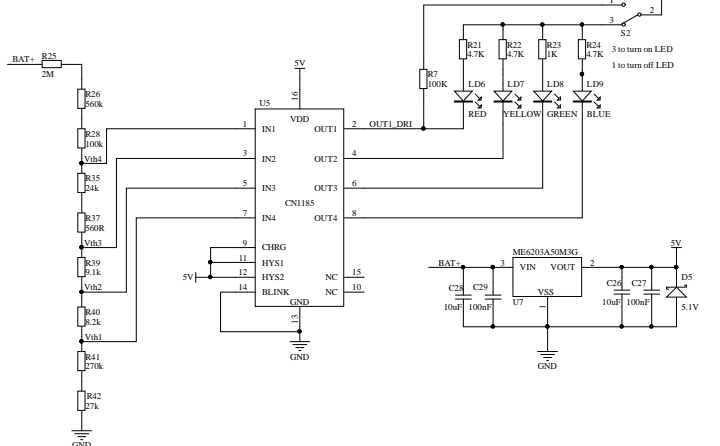 1
2
3
S2
3 to turn on LED
1 to turn off LED
R21
4.7K
R22
4.7K
R23
1K
R24
4.7K
R7
100K
LD6
RED
LD7
YELLOW
LD8
GREEN
LD9
BLUE
BAT+
R25
2M
R26
560k
R28
100k
Vth4
R35
24k
R37
560R
Vth3
R39
9.1k
Vth2
R40
8.2k
Vth1
R41
270k
R42
27k
GND
5V
16
U5
VDD
1 IN1 OUT1 2 OUT1_DRI
3 IN2 OUT2 4
5 IN3 OUT3 6
CN1185
7 IN4 OUT4 8
9 CHRG
11 HYS1 NC 15
5V 12 HYS2
14 BLINK NC 10
GND
13
GND
ME6203A50M3G
BAT+ 3 VIN VOUT 2 5V
VSS
U7
1
C28
10uF
C29
100nF
C26
10uF
C27
100nF
D5
5.1V
GND